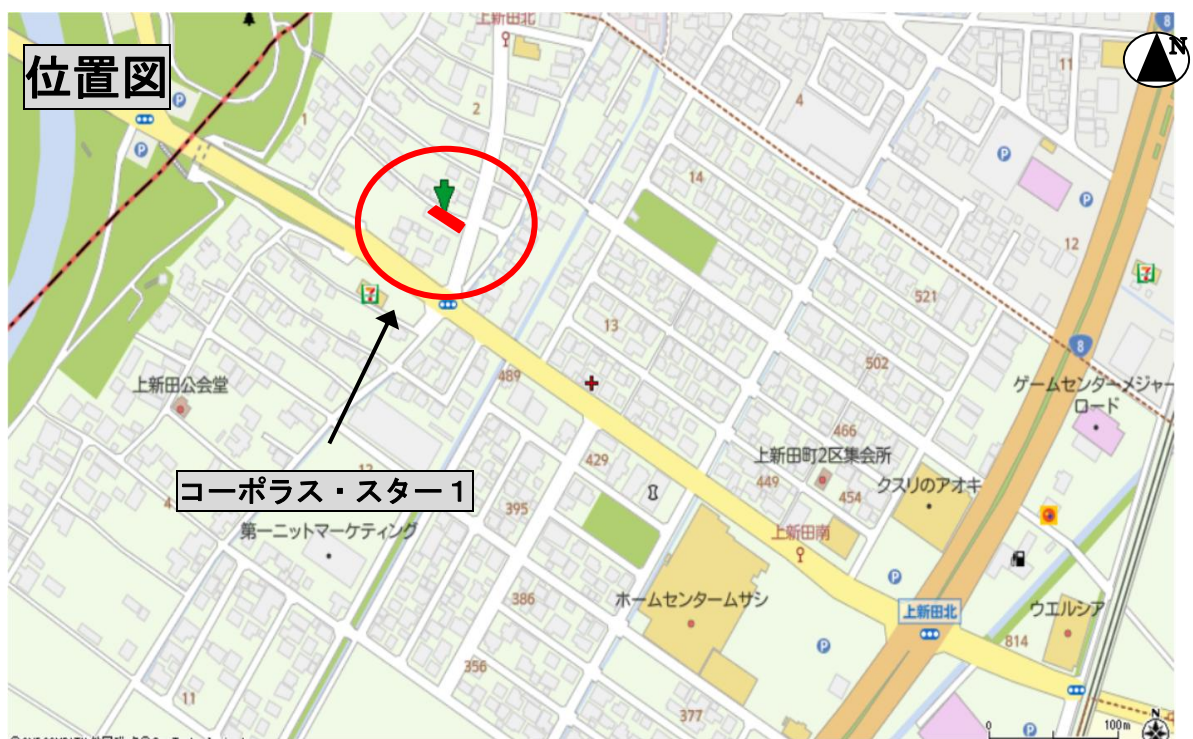 上新田北
8
N
位置図
11
P
2
4
1
P
P
14
P
12
7
521
7
13
8
502
489
ゲームセンターメジャー
ロード
上新田公会堂
466
429
上新田町2区集会所
449
クスリのアオキ
454
コーポラス・スター1
395
第一ニットマーケティング
上新田南
P
386
ホームセンタームサシ
上新田北
ウエルシア
814
P
356
11
377
P
0
100m
N